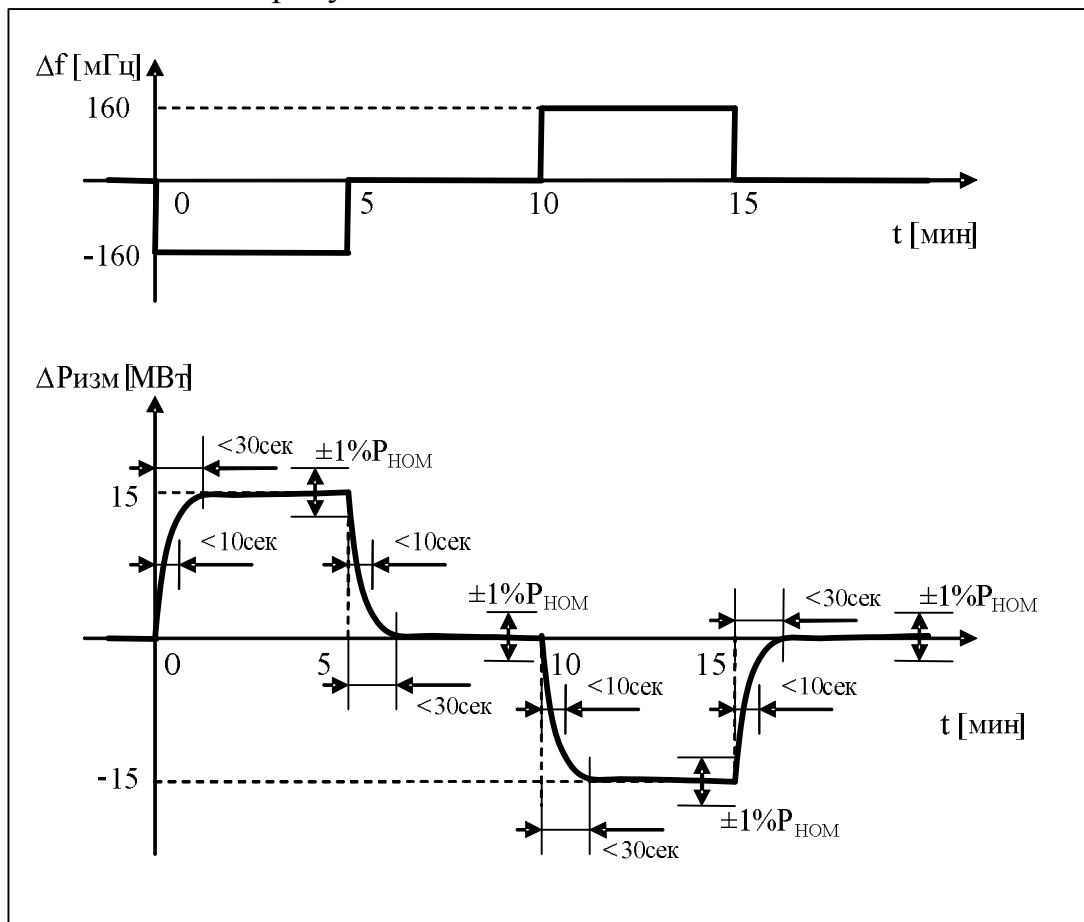 Δf [мГц]
160
0 5 10 15
-160
t [мин]
ΔPизм [МВт]
<30сек
±1%PНОМ
15
<10сек <10сек
±1%PНОМ <30сек ±1%PНОМ
0 5 10 15
<30сек <10сек <10сек
t [мин]
-15
±1%PНОМ
<30сек